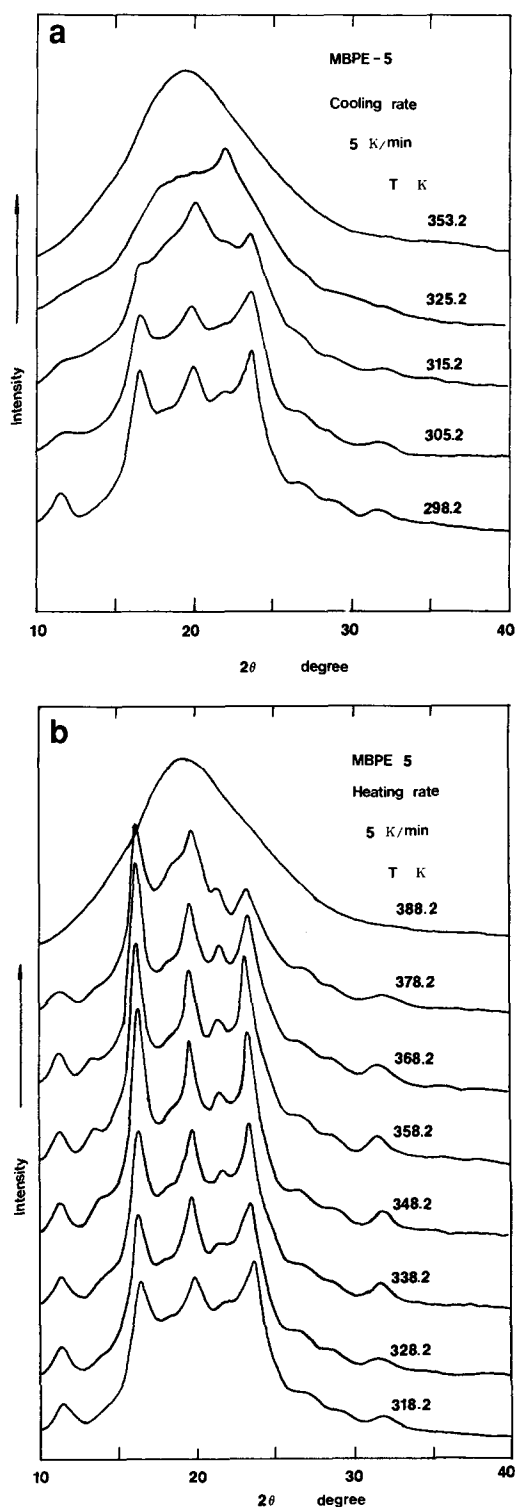 a
MBPE-5
Cooling rate
5 K/min
T K
353.2
325.2
315.2
305.2
298.2
Intensity
10 20 30 40
2θ degree
b
MBPE 5
Heating rate
5 K/min
T K
388.2
378.2
368.2
358.2
348.2
338.2
328.2
318.2
Intensity
10 20 30 40
2θ degree